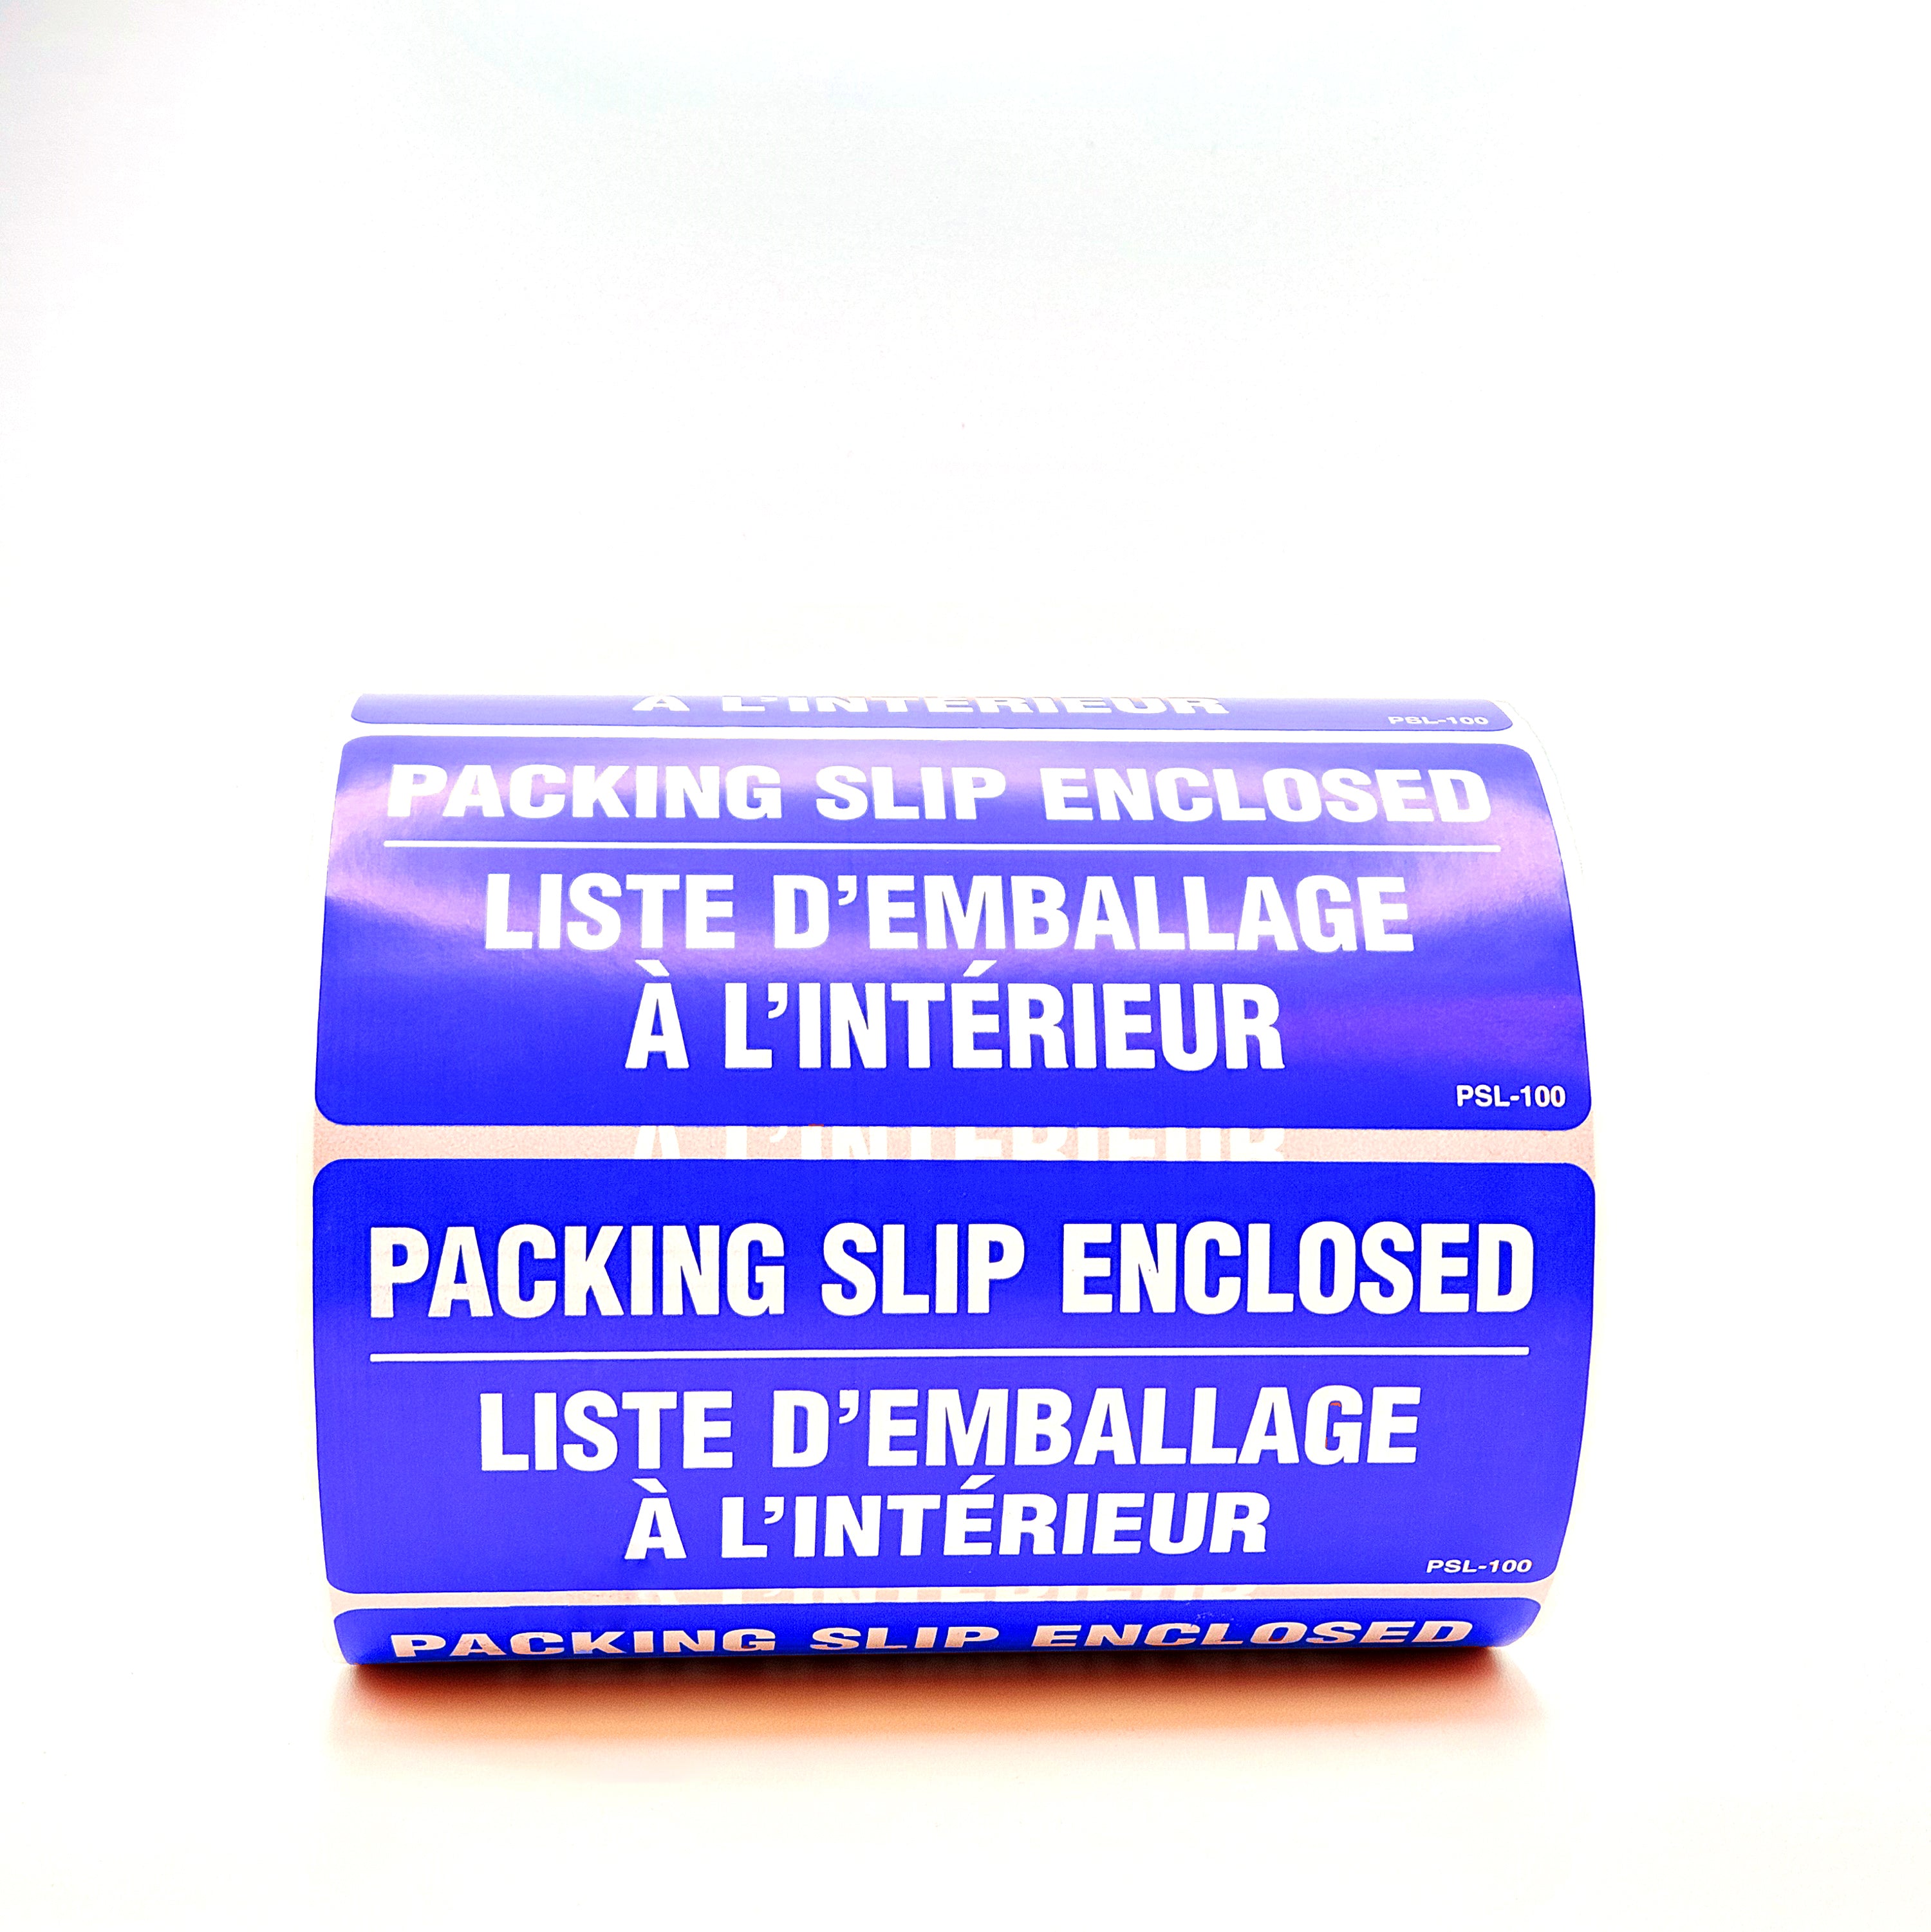 À L'INTÉRIEUR
PSL-100
PACKING SLIP ENCLOSED
LISTE D'EMBALLAGE
À L'INTÉRIEUR
PSL-100
À L'INTÉRIEUR
PACKING SLIP ENCLOSED
LISTE D'EMBALLAGE
À L'INTÉRIEUR
PSL-100
PACKING SLIP ENCLOSED